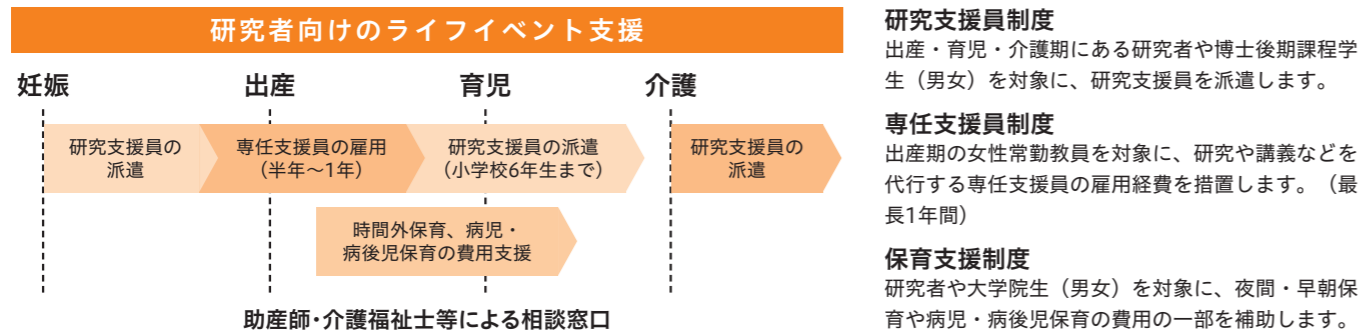 研究者向けのライフイベント支援
妊娠
出産
育児
介護
研究支援員の
派遣
専任支援員の雇用
（半年〜1年）
研究支援員の派遣
（小学校6年生まで）
研究支援員の
派遣
時間外保育、病児・
病後児保育の費用支援
助産師・介護福祉士等による相談窓口
研究支援員制度
出産・育児・介護期にある研究者や博士後期課程学
生（男女）を対象に、研究支援員を派遣します。
専任支援員制度
出産期の女性常勤教員を対象に、研究や講義などを
代行する専任支援員の雇用経費を措置します。（最
長1年間）
保育支援制度
研究者や大学院生（男女）を対象に、夜間・早朝保
育や病児・病後児保育の費用の一部を補助します。